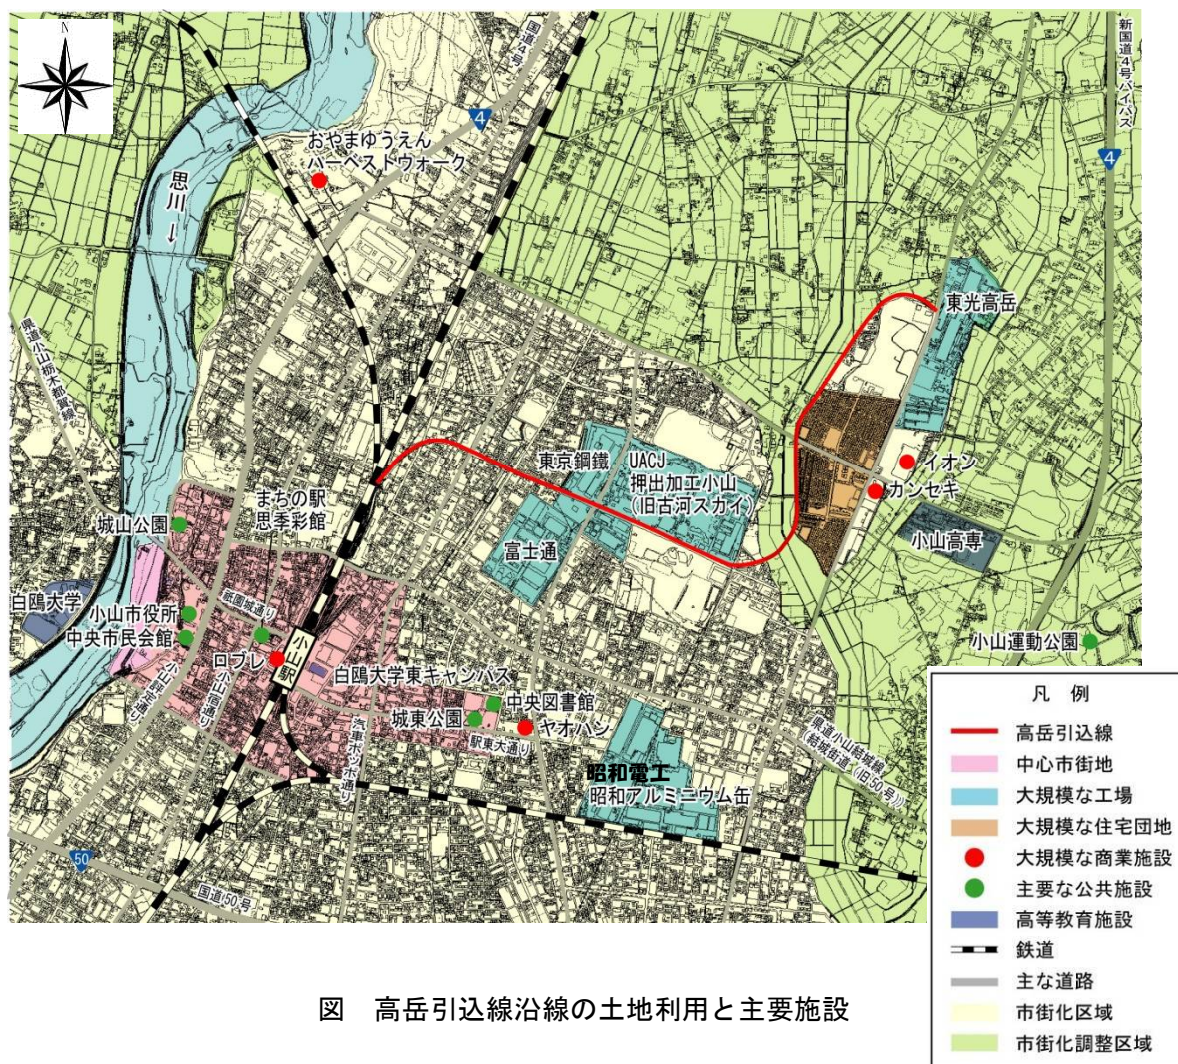 N
国道4号
4
新国道4号バイパス
4
おやまゆうえん
ハーベストウォーク
思川
↓
東光高岳
県道小山栃木都賀線
東京鋼鐵
UACJ
押出加工小山
(旧古河スカイ)
イオン
カンセキ
まちの駅
思季彩館
城山公園
富士通
小山高専
白鴎大学
祇園城通り
小山市役所
中央市民会館
小山運動公園
ロブレ
小山駅
白鴎大学東キャンパス
中央図書館
城東公園
ヤオハン
小山評定通り
小山宿通り
汽車ポッポ通り
駅東大通り
県道小山結城線
(結城街道(旧50号))
昭和電工
昭和アルミニウム缶
50
国道50号
凡 例
高岳引込線
中心市街地
大規模な工場
大規模な住宅団地
大規模な商業施設
主要な公共施設
高等教育施設
鉄道
主な道路
市街化区域
市街化調整区域
図 高岳引込線沿線の土地利用と主要施設